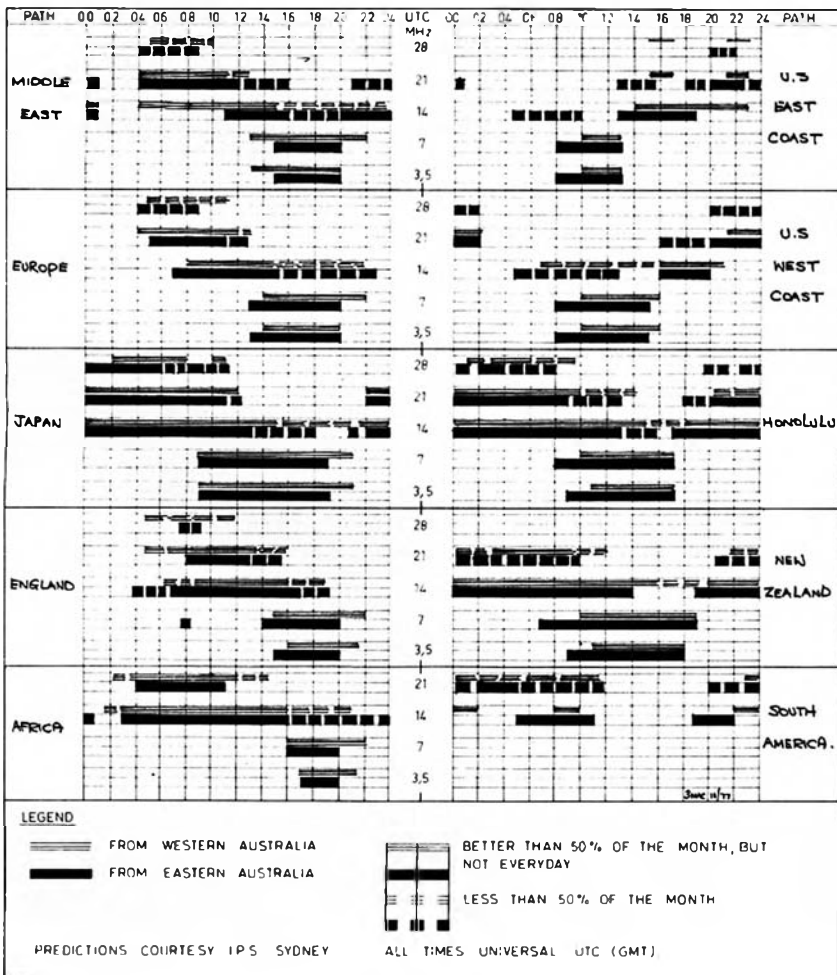 PATH 00 02 04 06 08 10 12 14 16 18 20 22 24 UTC 00 02 04 06 08 10 12 14 16 18 20 22 24 PATH
MHz
28
MIDDLE 21 U.S
EAST 14 EAST
7 COAST
3,5
28
21 U.S
EUROPE 14 WEST
7 COAST
3,5
28
21
JAPAN 14 HONOLULU
7
3,5
28
21 NEW
ENGLAND 14 ZEALAND
7
3,5
21
14 SOUTH
AFRICA
7 AMERICA.
3,5
LEGEND
FROM WESTERN AUSTRALIA
FROM EASTERN AUSTRALIA
BETTER THAN 50% OF THE MONTH, BUT
NOT EVERYDAY
LESS THAN 50% OF THE MONTH
PREDICTIONS COURTESY I.P.S SYDNEY ALL TIMES UNIVERSAL UTC (GMT)